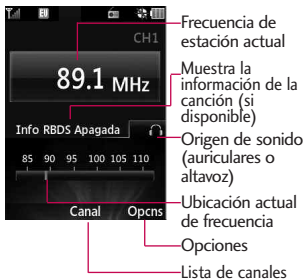 CH1
89.1 MHz
Info RBDS Apagada
85 90 95 100 105 110
Canal Opcns
Frecuencia de
estación actual
Muestra la
información de la
canción (si
disponible)
Origen de sonido
(auriculares o
altavoz)
Ubicación actual
de frecuencia
Opciones
Lista de canales